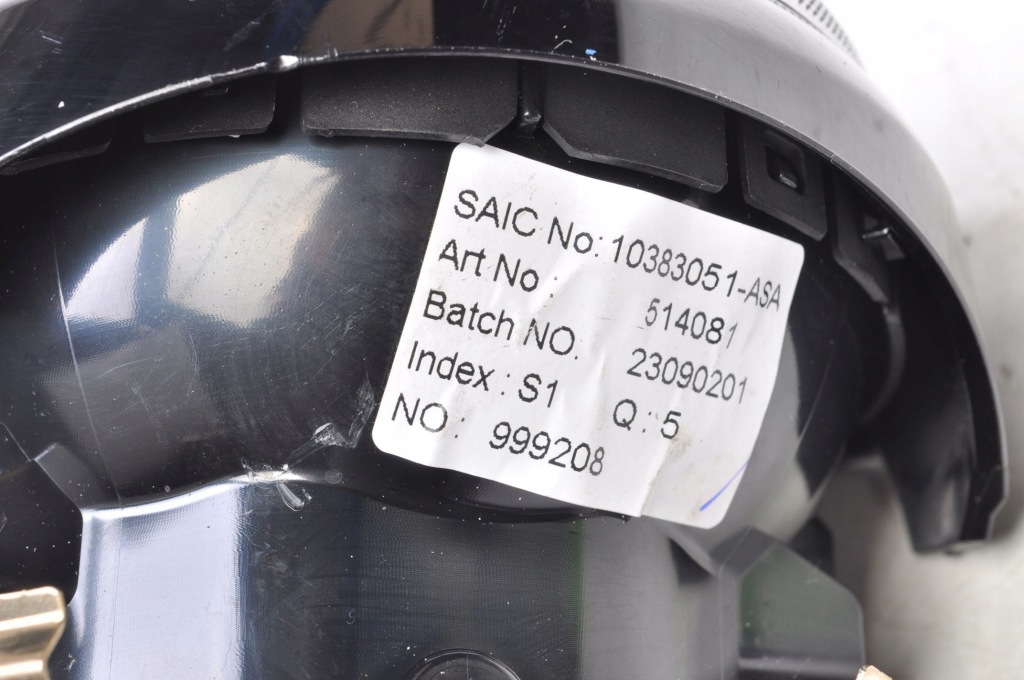 SAIC No: 10383051-ASA
Art No : 514081
Batch NO. 23090201
Index : S1 Q : 5
NO : 999208